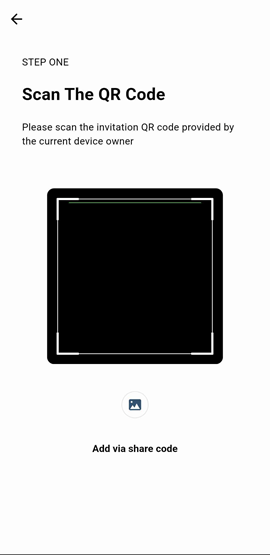 STEP ONE
Scan The QR Code
Please scan the invitation QR code provided by
the current device owner
Add via share code